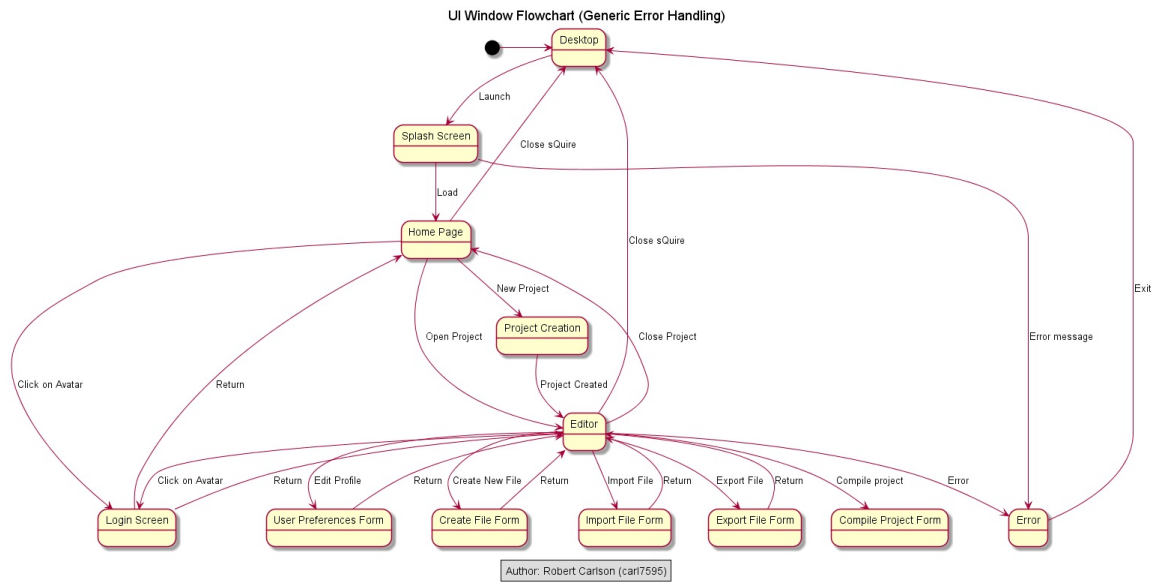 UI Window Flowchart (Generic Error Handling)
Desktop
Launch
Splash Screen
Close sQuire
Load
Home Page
Close sQuire
New Project
Exit
Project Creation
Open Project
Close Project
Error message
Click on Avatar
Return
Project Created
Editor
Click on Avatar
Return
Edit Profile
Return
Create New File
Return
Import File
Return
Export File
Return
Compile project
Error
Login Screen
User Preferences Form
Create File Form
Import File Form
Export File Form
Compile Project Form
Error
Author: Robert Carlson (carl7595)